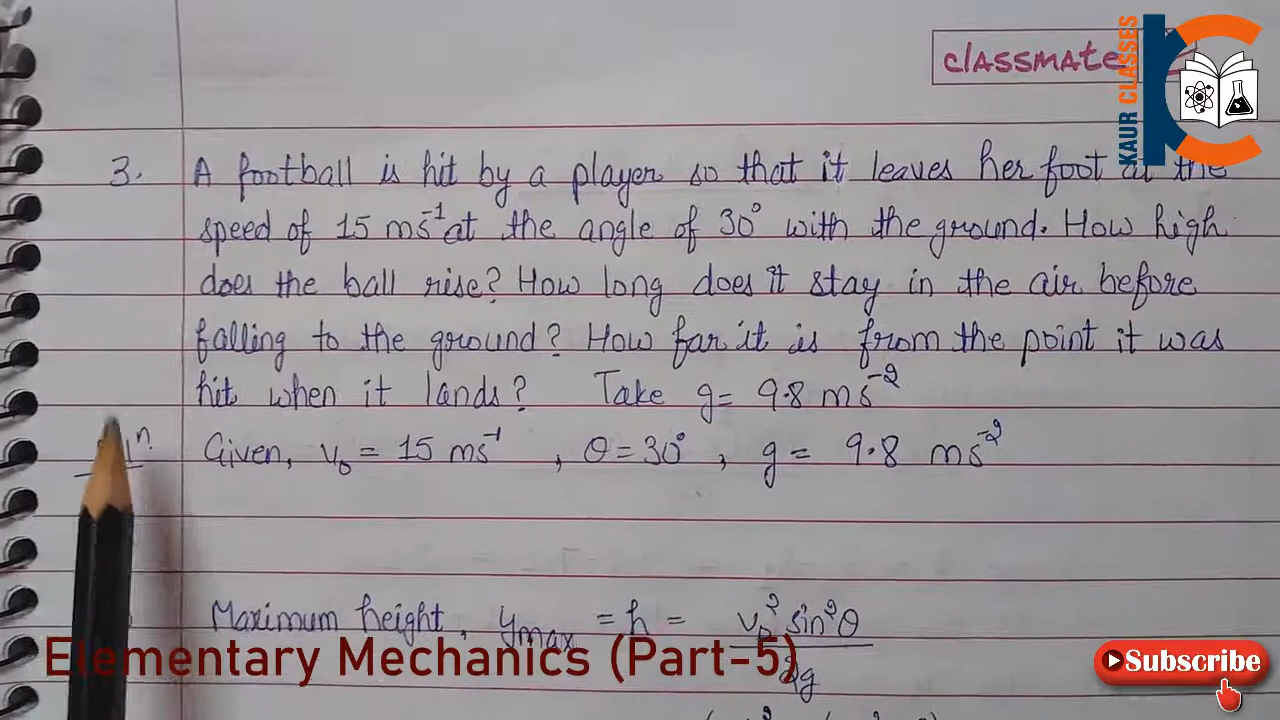 classmate
KAUR CLASSES
3. A football is hit by a player so that it leaves her foot at the
speed of 15 ms⁻¹ at the angle of 30° with the ground. How high
does the ball rise? How long does it stay in the air before
falling to the ground? How far it is from the point it was
hit when it lands? Take g = 9.8 ms⁻²
Given, v₀ = 15 ms⁻¹, θ = 30°, g = 9.8 ms⁻²
Maximum height, yₘₐₓ = h = v₀² sin²θ / 2g
Elementary Mechanics (Part-5)
Subscribe